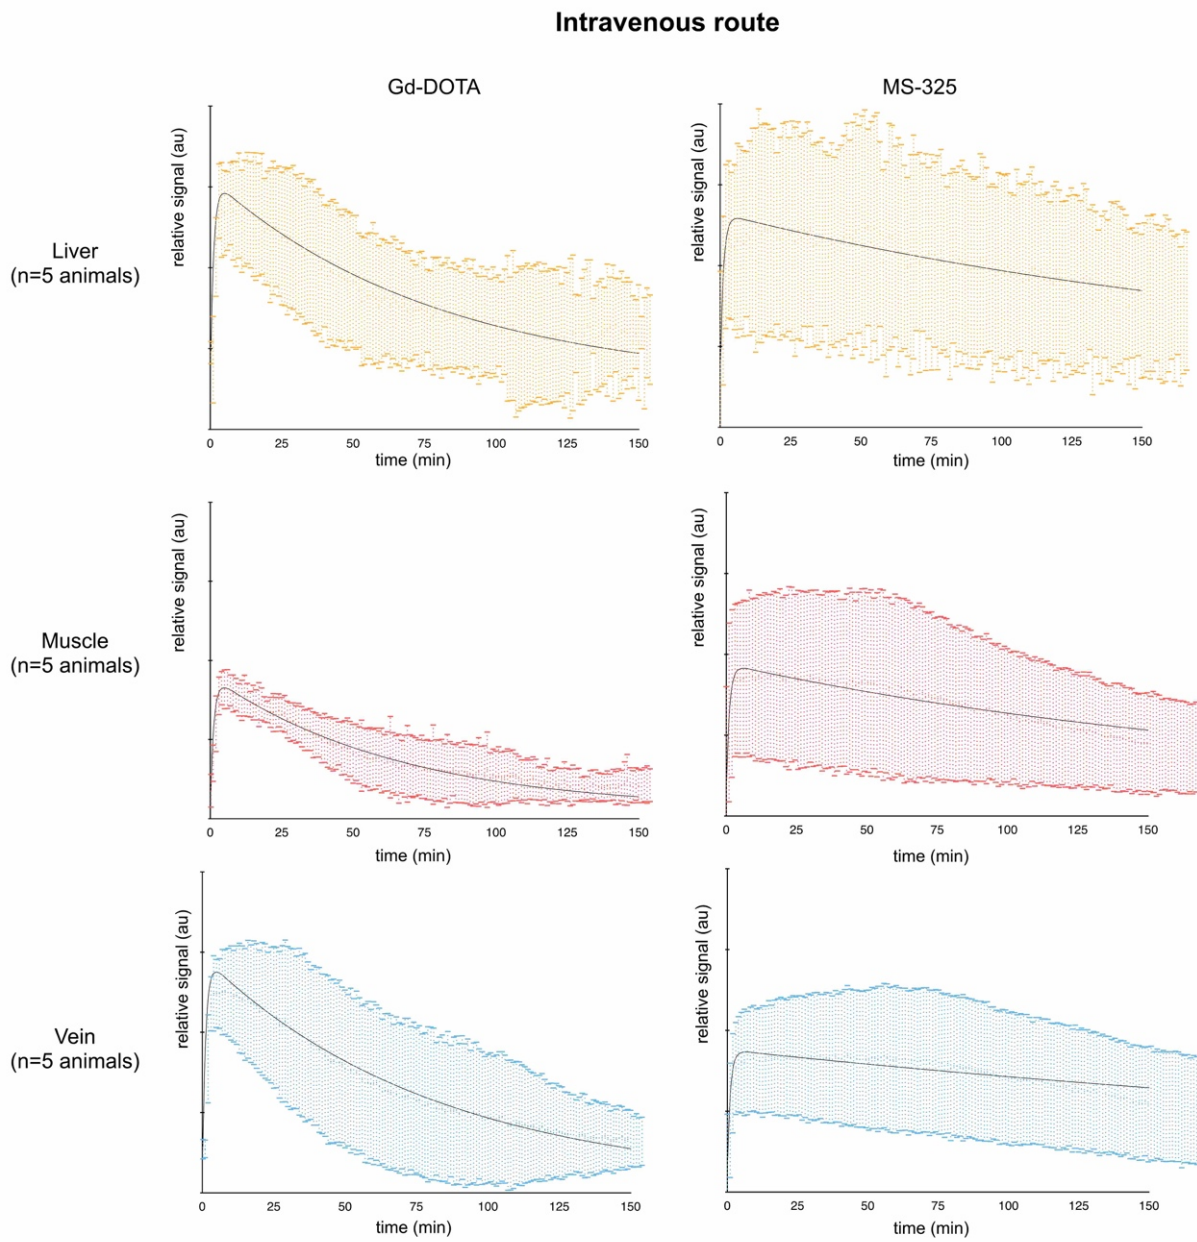 Intravenous route
Gd-DOTA
MS-325
Liver
(n=5 animals)
relative signal (au)
0 25 50 75 100 125 150
time (min)
relative signal (au)
0 25 50 75 100 125 150
time (min)
Muscle
(n=5 animals)
relative signal (au)
0 25 50 75 100 125 150
time (min)
relative signal (au)
0 25 50 75 100 125 150
time (min)
Vein
(n=5 animals)
relative signal (au)
0 25 50 75 100 125 150
time (min)
relative signal (au)
0 25 50 75 100 125 150
time (min)